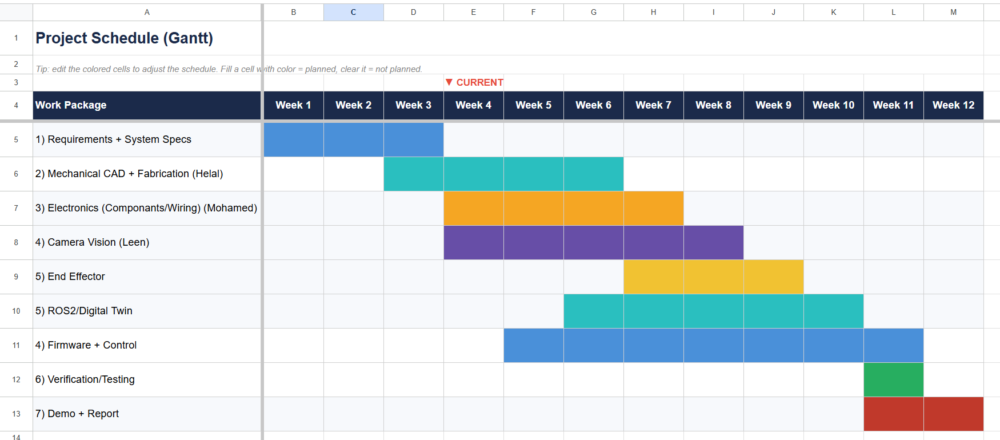 A B C D E F G H I J K L M
1 Project Schedule (Gantt)
2 Tip: edit the colored cells to adjust the schedule. Fill a cell with color = planned, clear it = not planned.
3 ▼ CURRENT
4 Work Package Week 1 Week 2 Week 3 Week 4 Week 5 Week 6 Week 7 Week 8 Week 9 Week 10 Week 11 Week 12
5 1) Requirements + System Specs
6 2) Mechanical CAD + Fabrication (Helal)
7 3) Electronics (Componants/Wiring) (Mohamed)
8 4) Camera Vision (Leen)
9 5) End Effector
10 5) ROS2/Digital Twin
11 4) Firmware + Control
12 6) Verification/Testing
13 7) Demo + Report
14